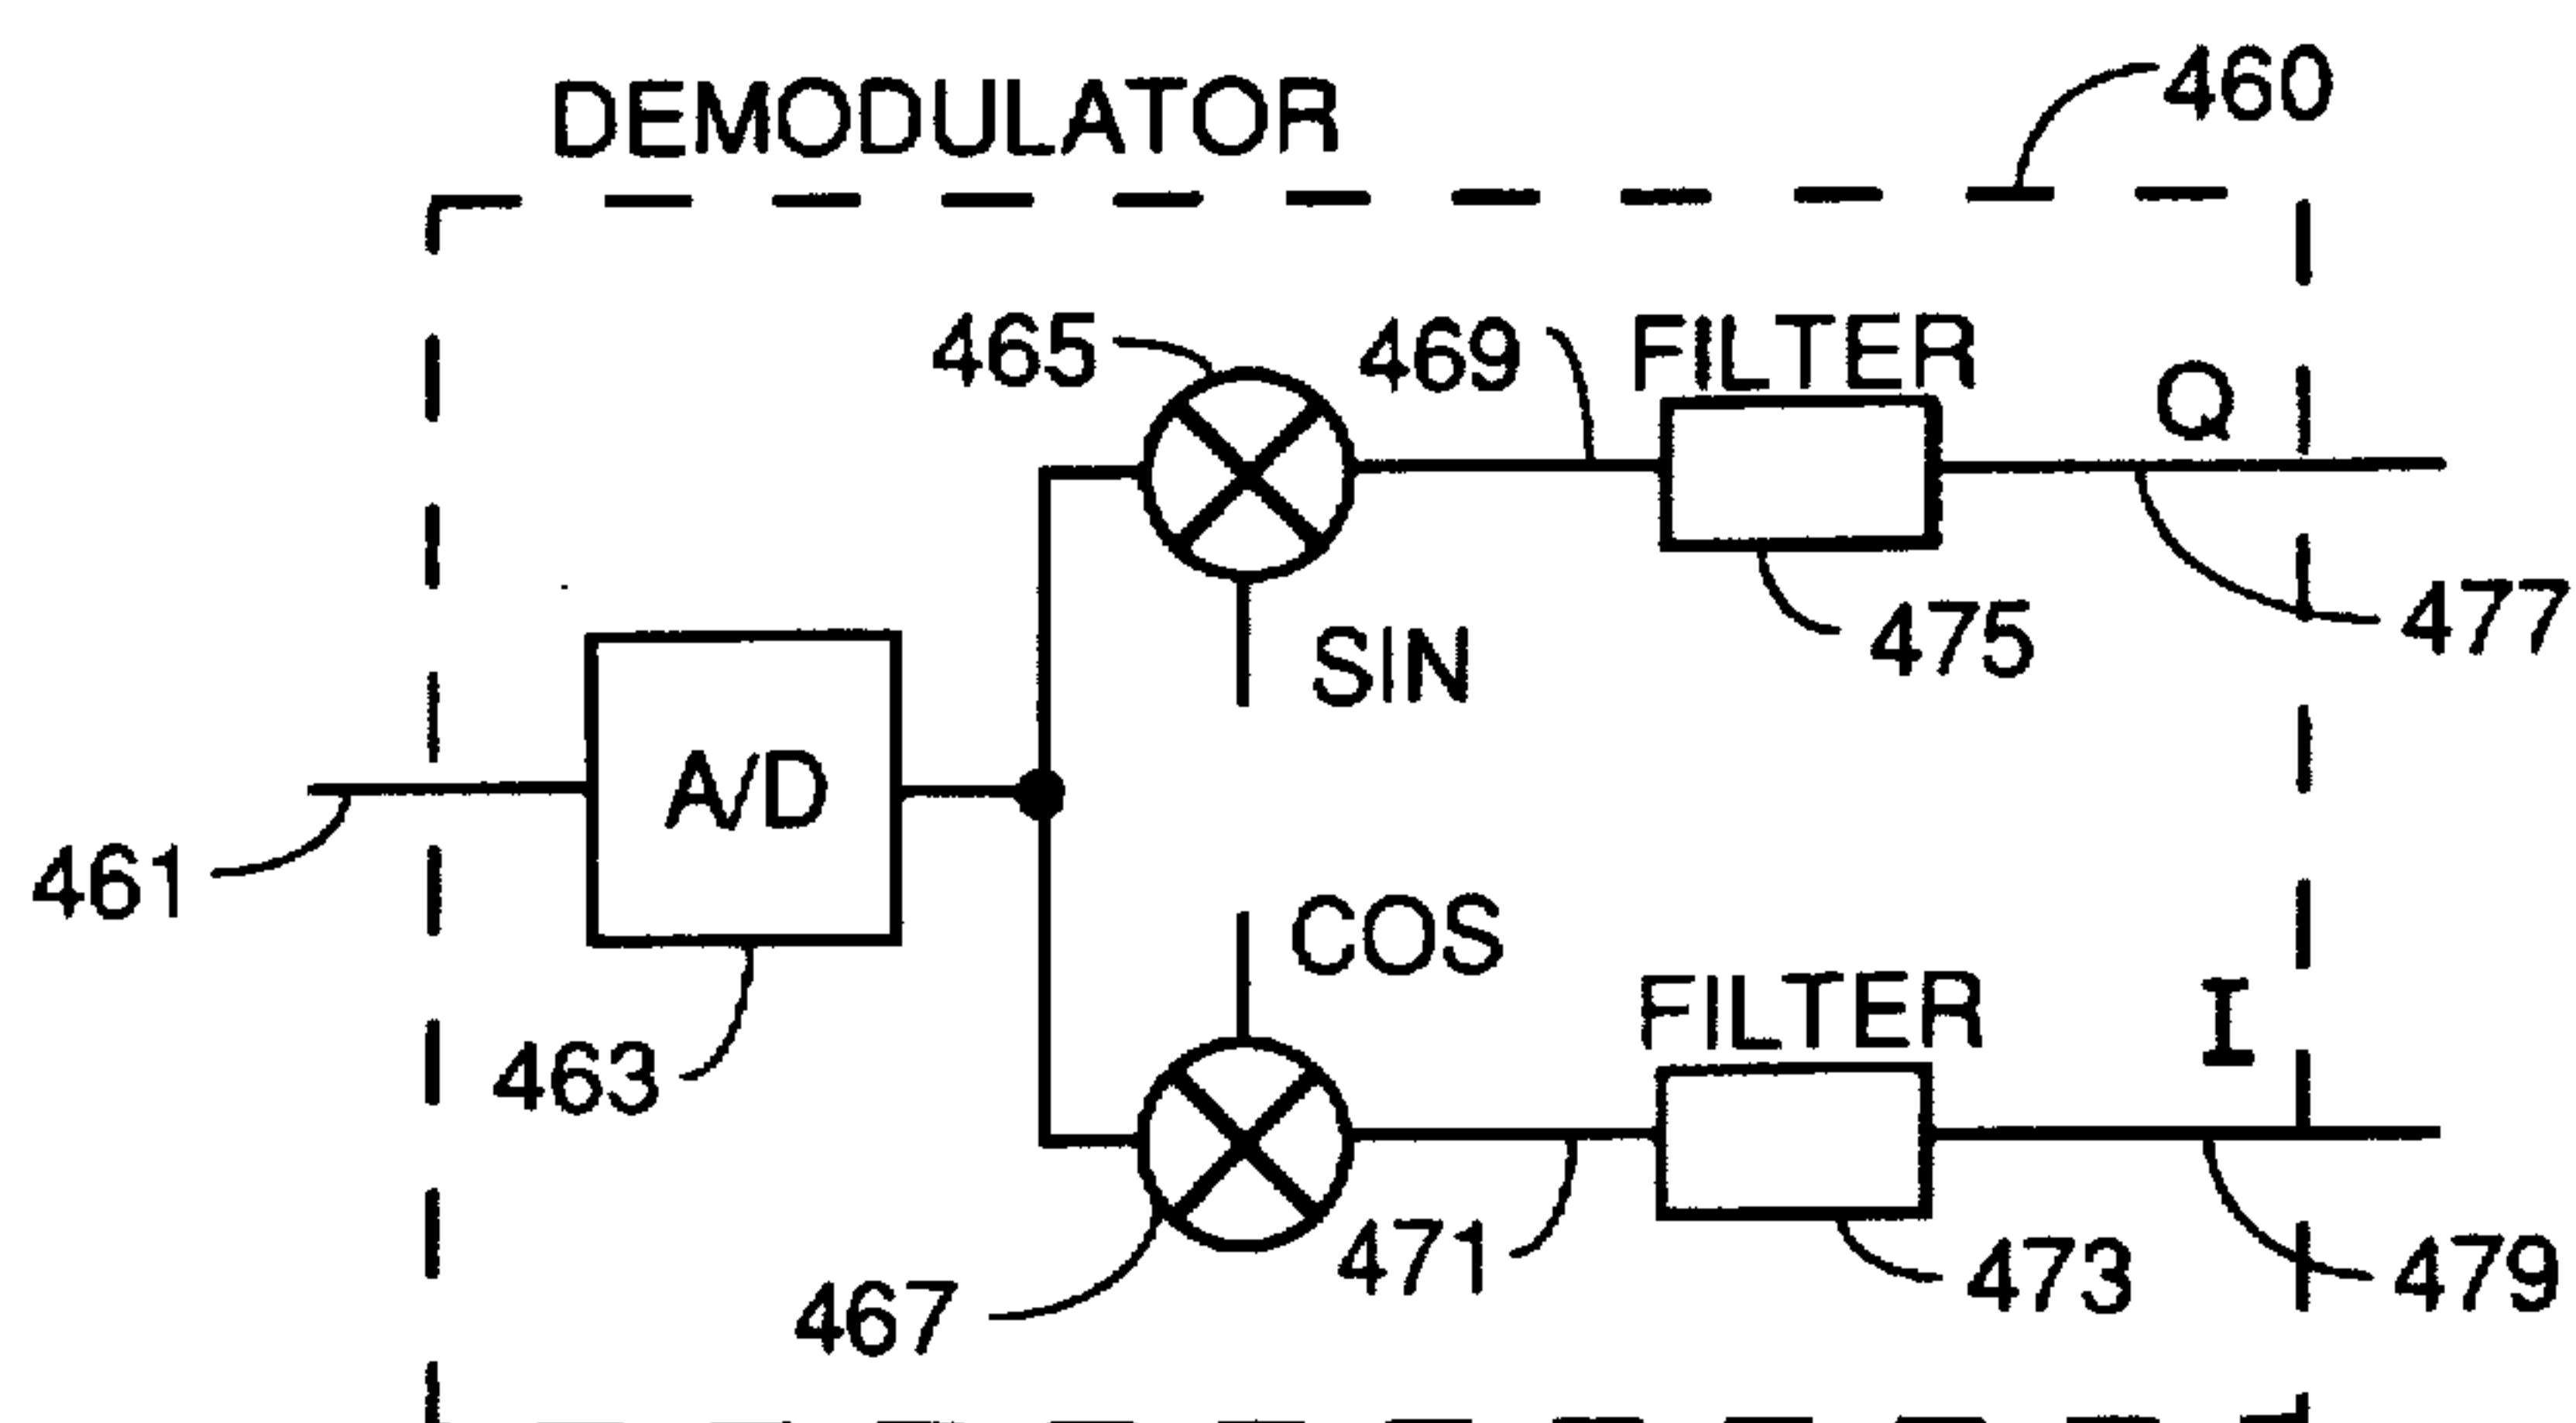 460
DEMODULATOR
465
469
FILTER
Q
475
477
SIN
A/D
461
COS
463
FILTER
I
471
473
479
467